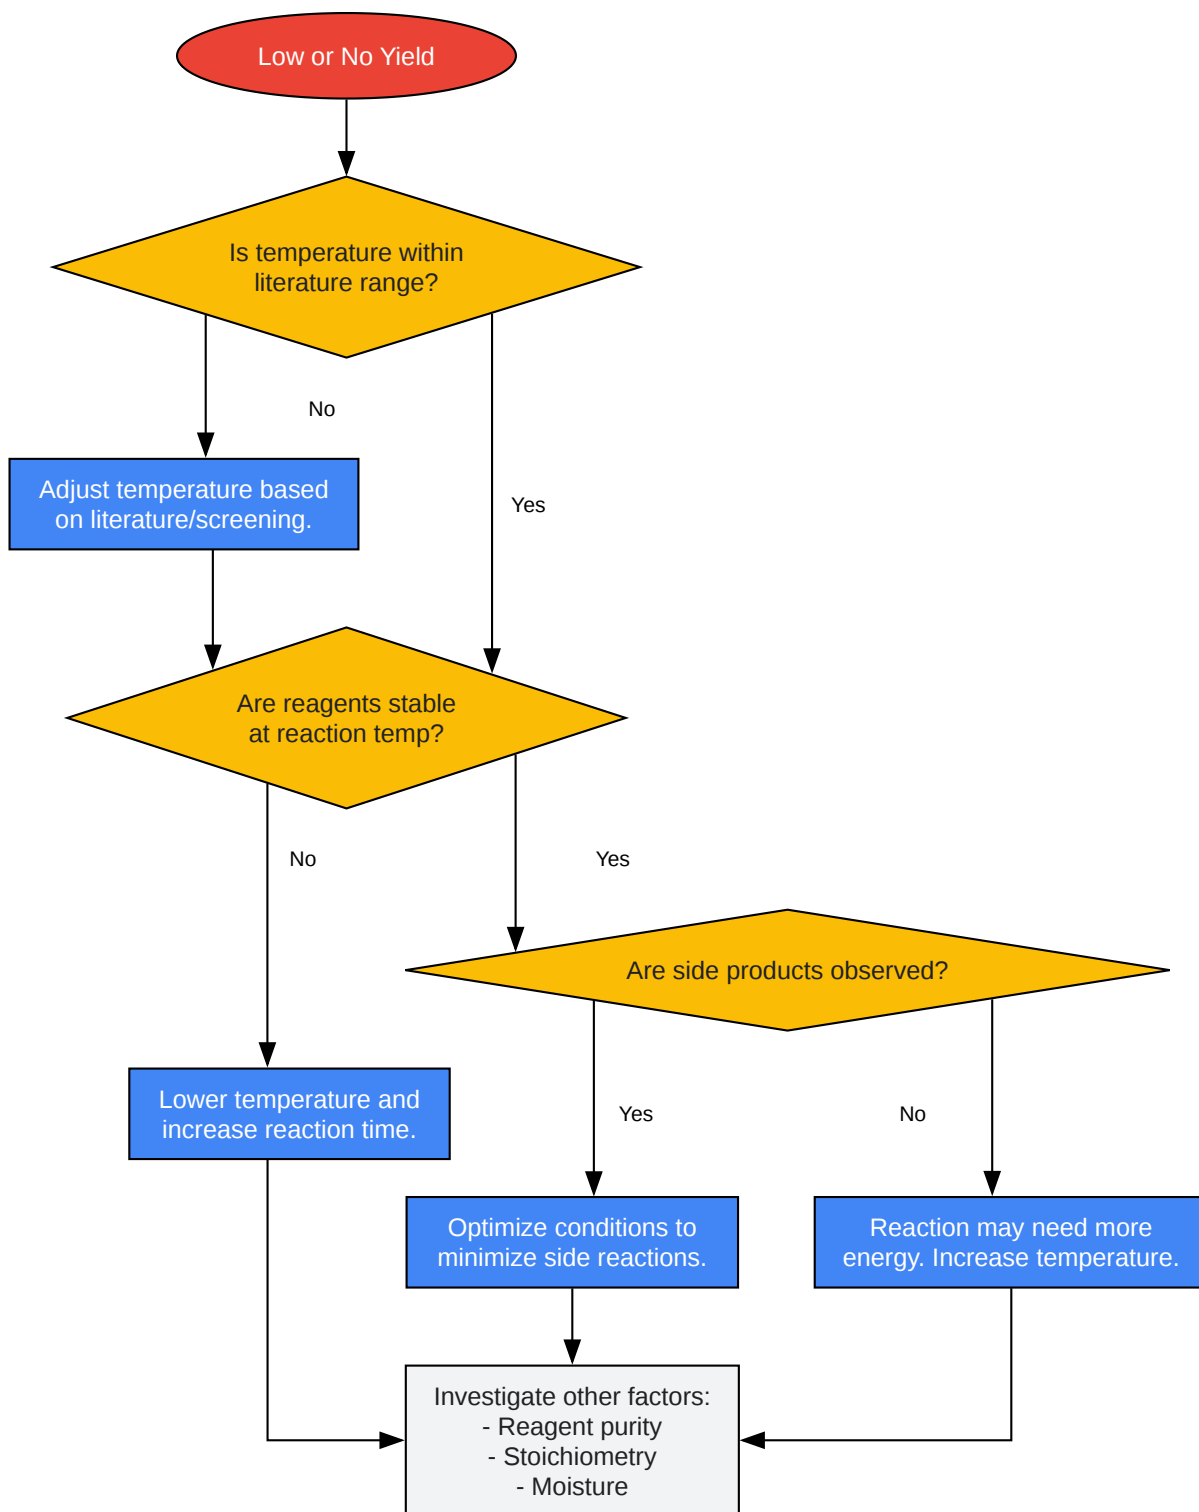 Low or No Yield
Is temperature within
literature range?
No
Adjust temperature based
on literature/screening.
Yes
Are reagents stable
at reaction temp?
No
Yes
Are side products observed?
Lower temperature and
increase reaction time.
Yes
No
Optimize conditions to
minimize side reactions.
Reaction may need more
energy. Increase temperature.
Investigate other factors:
- Reagent purity
- Stoichiometry
- Moisture